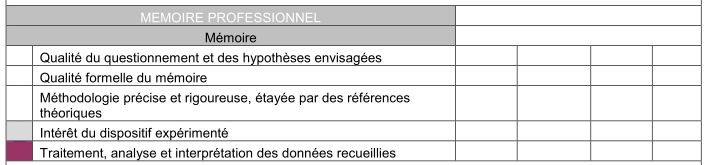 MEMOIRE PROFESSIONNEL
Mémoire
Qualité du questionnement et des hypothèses envisagées
Qualité formelle du mémoire
Méthodologie précise et rigoureuse, étayée par des références
théoriques
Intérêt du dispositif expérimenté
Traitement, analyse et interprétation des données recueillies